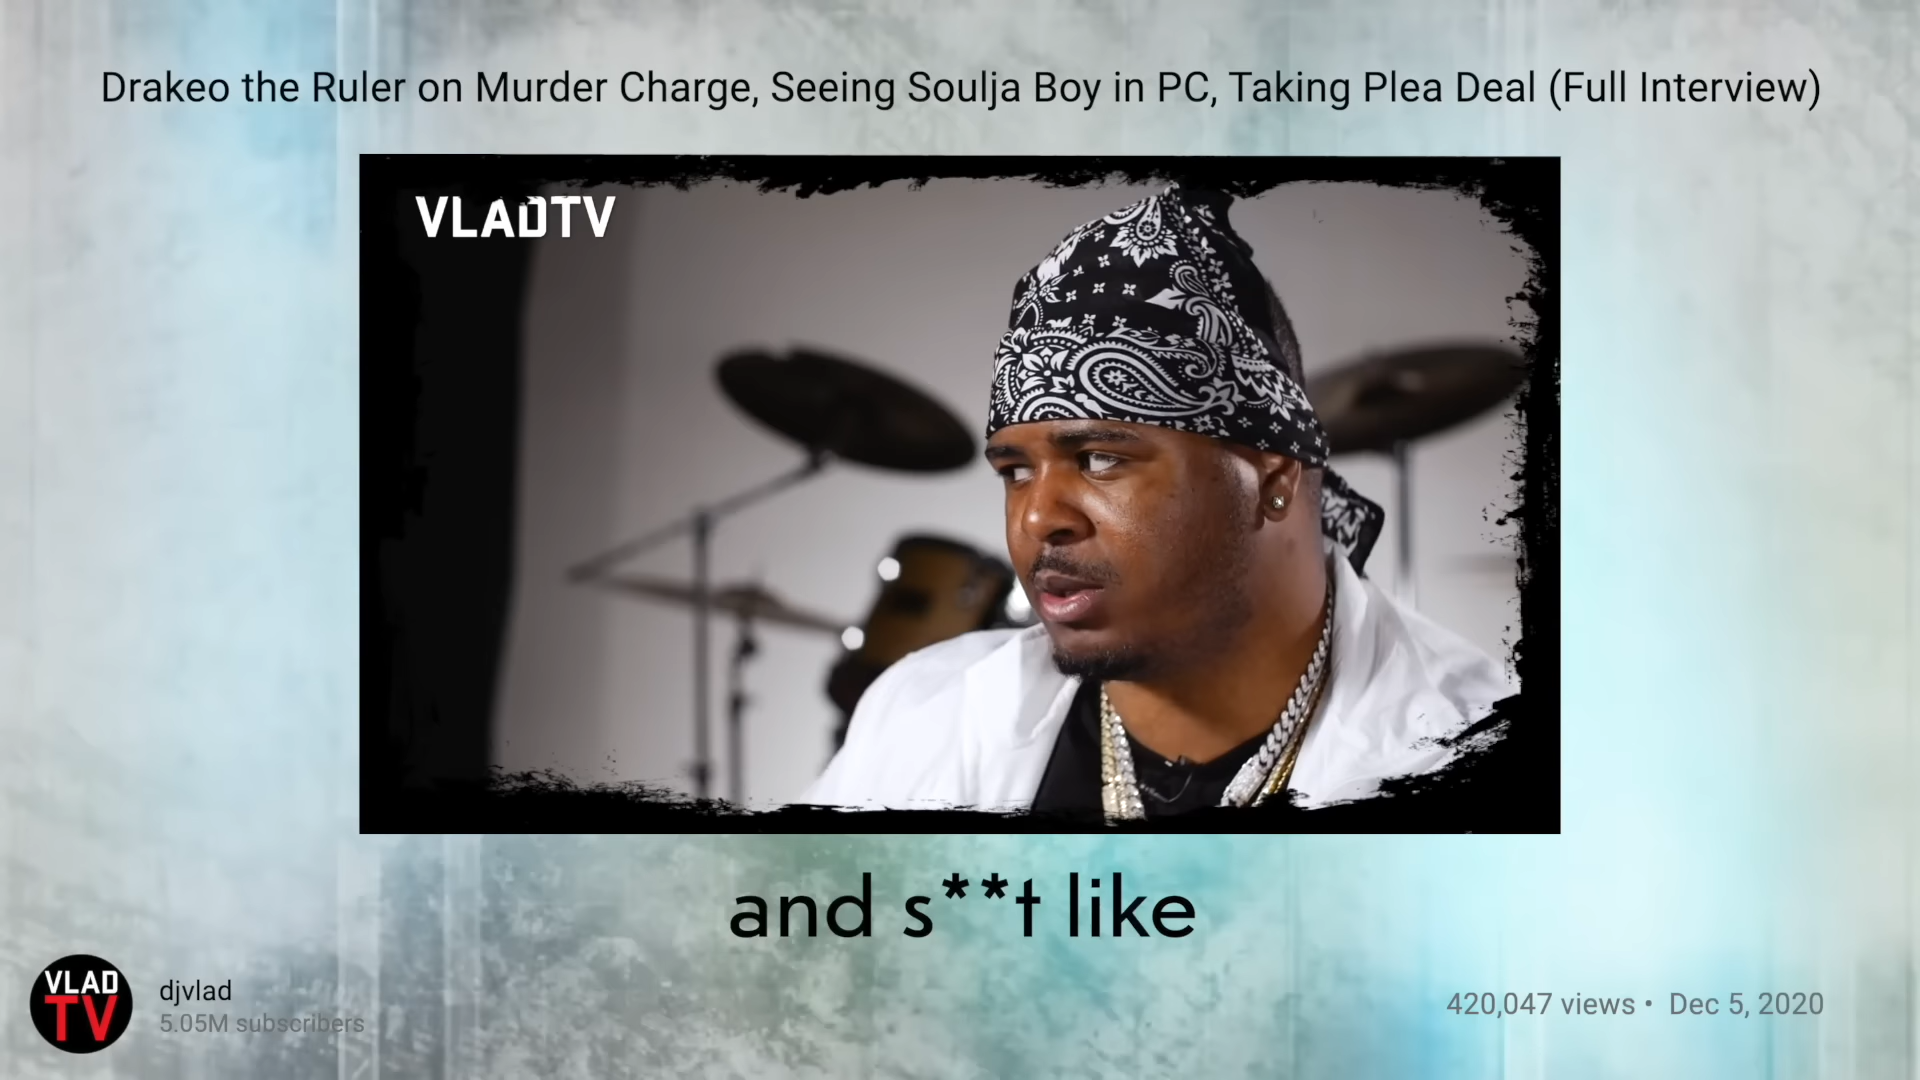 Drakeo the Ruler on Murder Charge, Seeing Soulja Boy in PC, Taking Plea Deal (Full Interview)
VLADTV
and s**t like
VLAD
TV
djvlad
5.05M subscribers
420,047 views • Dec 5, 2020